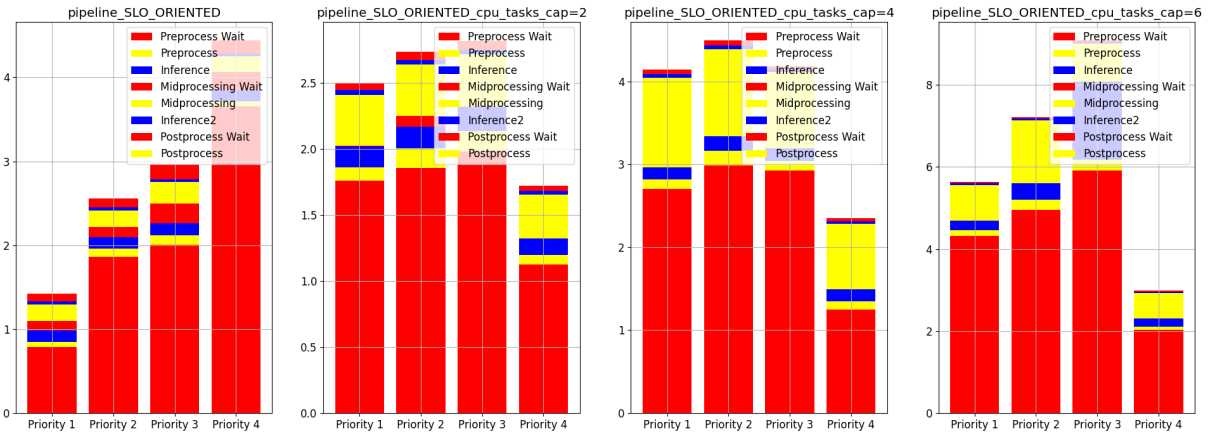 pipeline_SLO_ORIENTED
Preprocess Wait
Preprocess
Inference
Midprocessing Wait
Midprocessing
Inference2
Postprocess Wait
Postprocess
4
3
2
1
0
Priority 1 Priority 2 Priority 3 Priority 4
pipeline_SLO_ORIENTED_cpu_tasks_cap=2
Preprocess Wait
Preprocess
Inference
Midprocessing Wait
Midprocessing
Inference2
Postprocess Wait
Postprocess
2.5
2.0
1.5
1.0
0.5
0.0
Priority 1 Priority 2 Priority 3 Priority 4
pipeline_SLO_ORIENTED_cpu_tasks_cap=4
Preprocess Wait
Preprocess
Inference
Midprocessing Wait
Midprocessing
Inference2
Postprocess Wait
Postprocess
4
3
2
1
0
Priority 1 Priority 2 Priority 3 Priority 4
pipeline_SLO_ORIENTED_cpu_tasks_cap=6
Preprocess Wait
Preprocess
Inference
Midprocessing Wait
Midprocessing
Inference2
Postprocess Wait
Postprocess
8
6
4
2
0
Priority 1 Priority 2 Priority 3 Priority 4